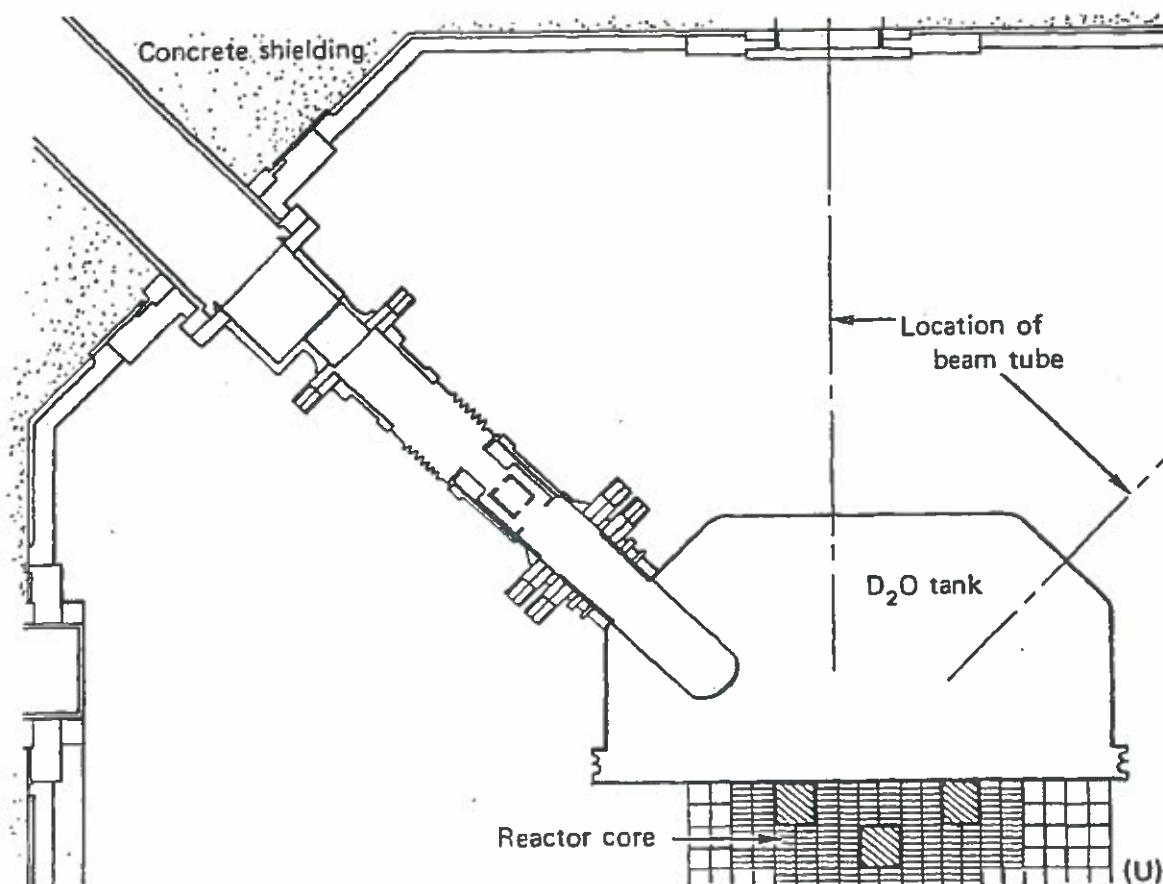 Concrete shielding
Location of
beam tube
D₂O tank
Reactor core
(U)